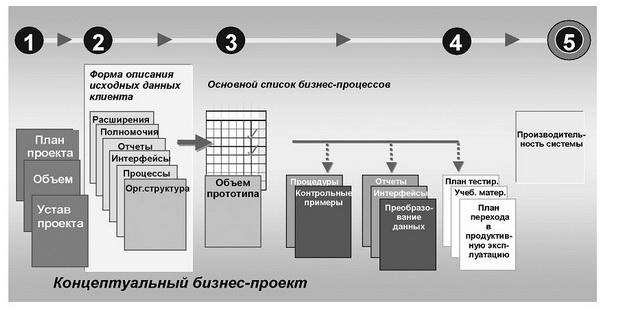 1 2 3 4 5
Форма описания
исходных данных
клиента
Основной список бизнес-процессов
Расширения
Полномочия
Отчеты
Интерфейсы
Процессы
Орг.структура
План
проекта
Объем
Устав
проекта
Объем
прототипа
Процедуры
Контрольные
примеры
Отчеты
Интерфейсы
Преобразо-
вание
данных
План тестир.
Учеб. матер.
План
перехода
в
продуктив-
ную эксп-
луатацию
Производитель-
ность системы
Концептуальный бизнес-проект